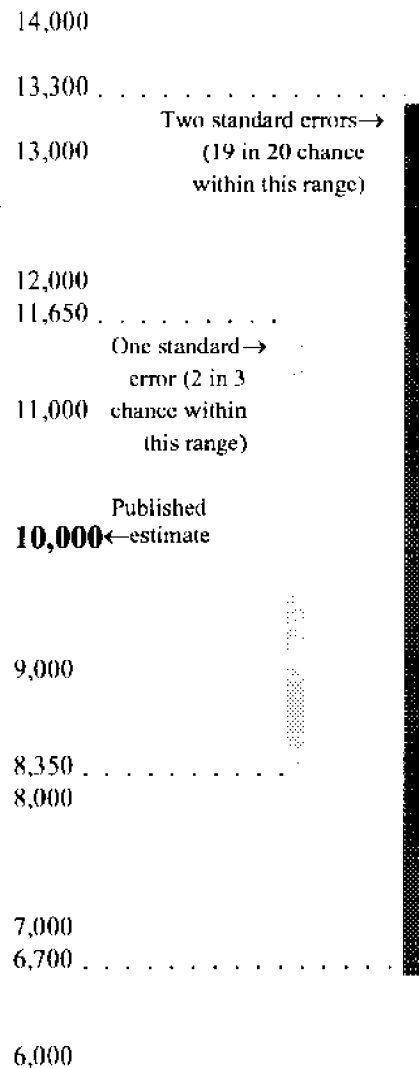 14,000
13,300 . . . . . . . . . . . . . . . .
Two standard errors→
13,000 (19 in 20 chance
within this range)
12,000
11,650 . . . . . . . . .
One standard→
error (2 in 3
11,000 chance within
this range)
Published
10,000←estimate
9,000
8,350 . . . . . . . . . .
8,000
7,000
6,700 . . . . . . . . . . . . . . .
6,000